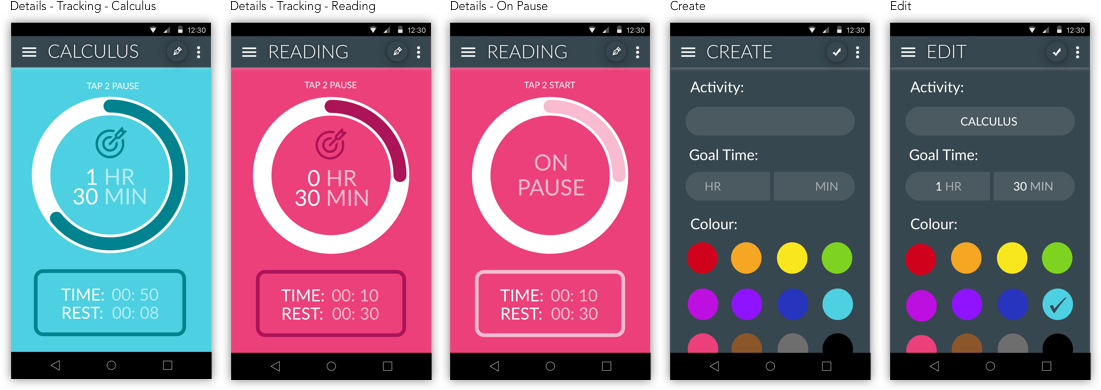 Details - Tracking - Calculus
12:30
CALCULUS
TAP 2 PAUSE
1 HR
30 MIN
TIME: 00: 50
REST: 00: 08
Details - Tracking - Reading
12:30
READING
TAP 2 PAUSE
0 HR
30 MIN
TIME: 00: 10
REST: 00: 30
Details - On Pause
12:30
READING
TAP 2 START
ON
PAUSE
TIME: 00: 10
REST: 00: 30
Create
12:30
CREATE
Activity:
Goal Time:
HR MIN
Colour:
Edit
12:30
EDIT
Activity:
CALCULUS
Goal Time:
1 HR 30 MIN
Colour: